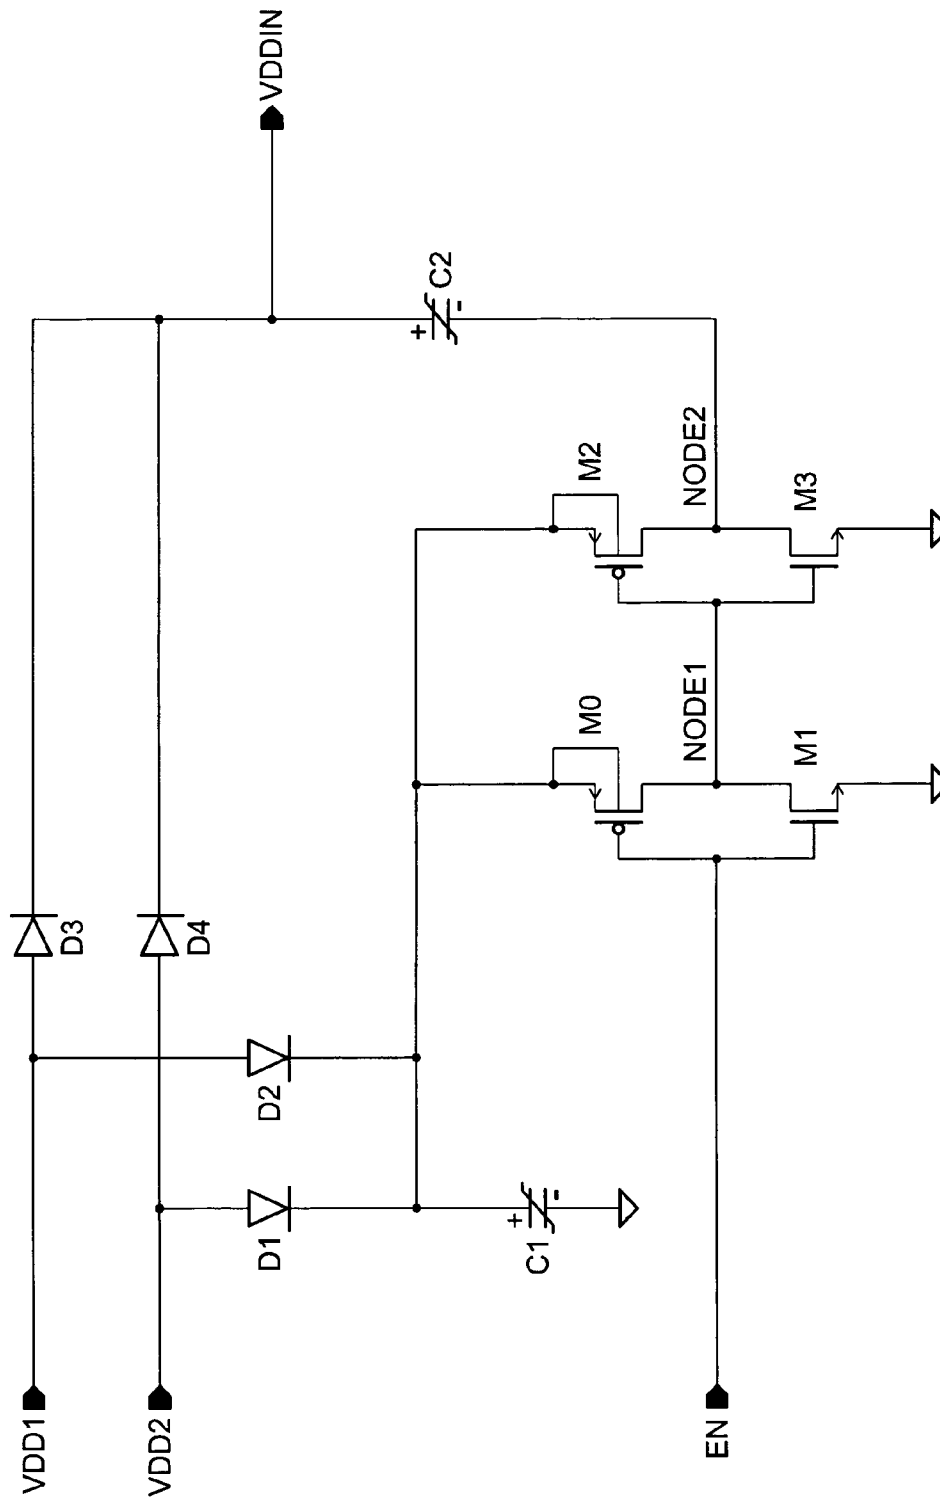 VDD1
VDD2
EN
D1
D2
D3
D4
C1
+
-
M0
M1
NODE1
M2
M3
NODE2
C2
+
-
VDDIN